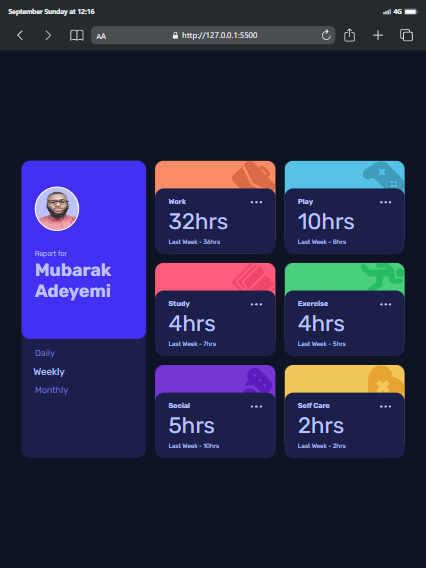 September Sunday at 12:16
4G
AA
http://127.0.0.1:5500
Report for
Mubarak
Adeyemi
Daily
Weekly
Monthly
Work
32hrs
Last Week - 36hrs
Play
10hrs
Last Week - 8hrs
Study
4hrs
Last Week - 7hrs
Exercise
4hrs
Last Week - 5hrs
Social
5hrs
Last Week - 10hrs
Self Care
2hrs
Last Week - 2hrs